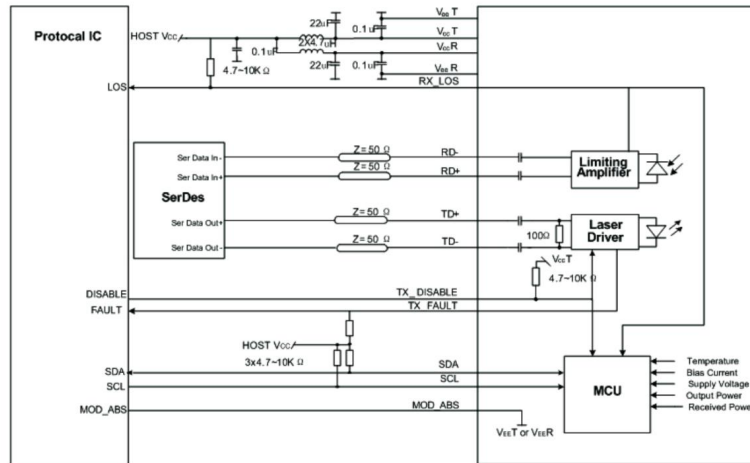 Protocal IC
HOST Vcc
22uF
0.1uF
VEE T
Vcc T
0.1uF
2X4.7uH
Vcc R
4.7~10K Ω
22uF
0.1uF
VEE R
LOS
RX_LOS
SerDes
Ser Data In -
Z= 50 Ω
RD-
Ser Data In+
Z= 50 Ω
RD+
Limiting
Amplifier
Ser Data Out+
Z= 50 Ω
TD+
Ser Data Out -
Z= 50 Ω
TD-
100Ω
Laser
Driver
Vcc T
4.7~10K Ω
DISABLE
TX_DISABLE
FAULT
TX_FAULT
HOST Vcc
3x4.7~10K Ω
SDA
SDA
SCL
SCL
MOD_ABS
MOD_ABS
VEET or VEER
MCU
Temperature
Bias Current
Supply Voltage
Output Power
Received Power